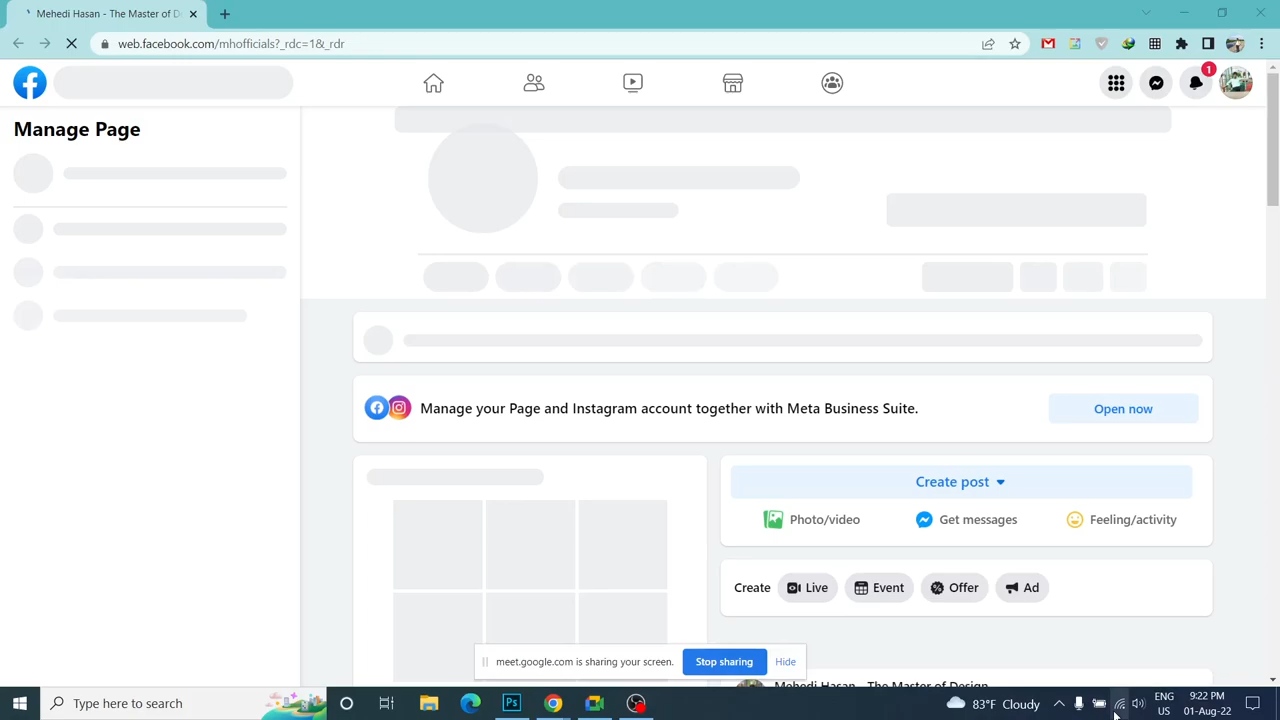 Mehedi Hasan - The Master of D
web.facebook.com/mhofficials?_rdc=1&_rdr
1
Manage Page
Manage your Page and Instagram account together with Meta Business Suite.
Open now
Create post
Photo/video
Get messages
Feeling/activity
Create
Live
Event
Offer
Ad
meet.google.com is sharing your screen.
Stop sharing
Hide
Mehedi Hasan - The Master of Design
Type here to search
Ps
83°F Cloudy
ENG
US
9:22 PM
01-Aug-22